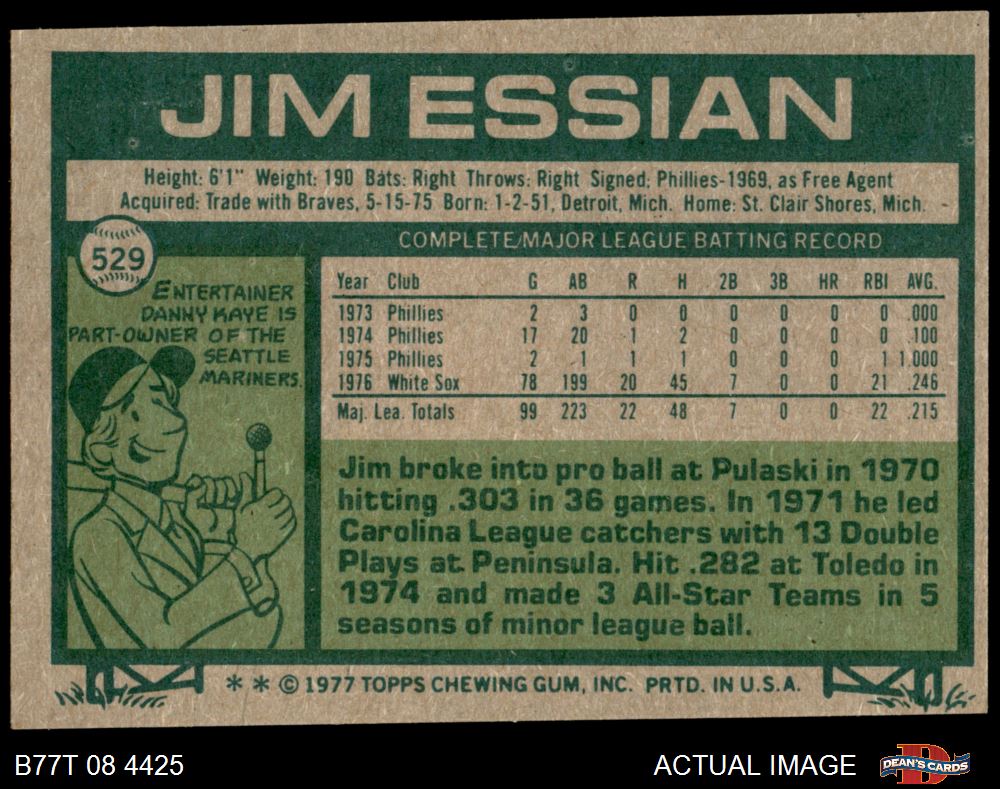 JIM ESSIAN
Height: 6'1" Weight: 190 Bats: Right Throws: Right Signed: Phillies-1969, as Free Agent
Acquired: Trade with Braves, 5-15-75 Born: 1-2-51, Detroit, Mich. Home: St. Clair Shores, Mich.
529
ENTERTAINER
DANNY KAYE IS
PART-OWNER OF THE
SEATTLE
MARINERS.
COMPLETE MAJOR LEAGUE BATTING RECORD
Year Club G AB R H 2B 3B HR RBI AVG.
1973 Phillies 2 3 0 0 0 0 0 0 .000
1974 Phillies 17 20 1 2 0 0 0 0 .100
1975 Phillies 2 1 1 1 0 0 0 1 1.000
1976 White Sox 78 199 20 45 7 0 0 21 .246
Maj. Lea. Totals 99 223 22 48 7 0 0 22 .215
Jim broke into pro ball at Pulaski in 1970
hitting .303 in 36 games. In 1971 he led
Carolina League catchers with 13 Double
Plays at Peninsula. Hit .282 at Toledo in
1974 and made 3 All-Star Teams in 5
seasons of minor league ball.
* * © 1977 TOPPS CHEWING GUM, INC. PRTD. IN U.S.A.
B77T 08 4425
ACTUAL IMAGE
DEAN'S CARDS